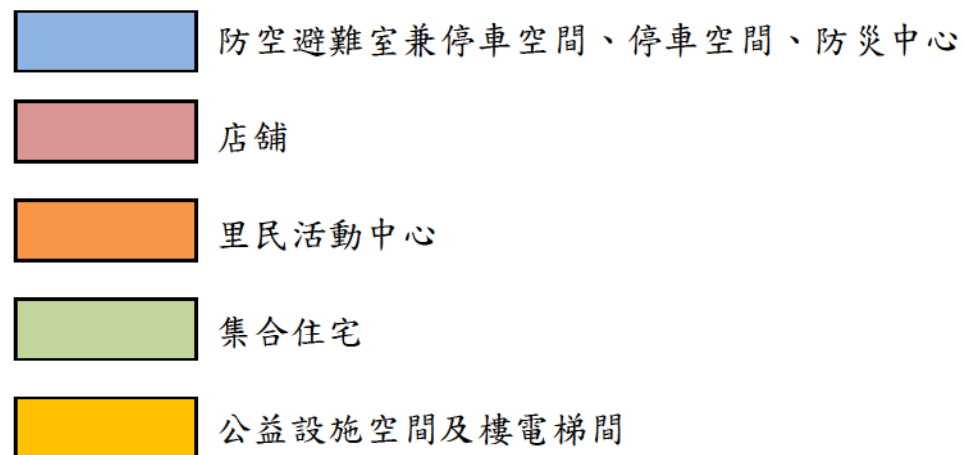 防空避難室兼停車空間、停車空間、防災中心
店舖
里民活動中心
集合住宅
公益設施空間及樓電梯間